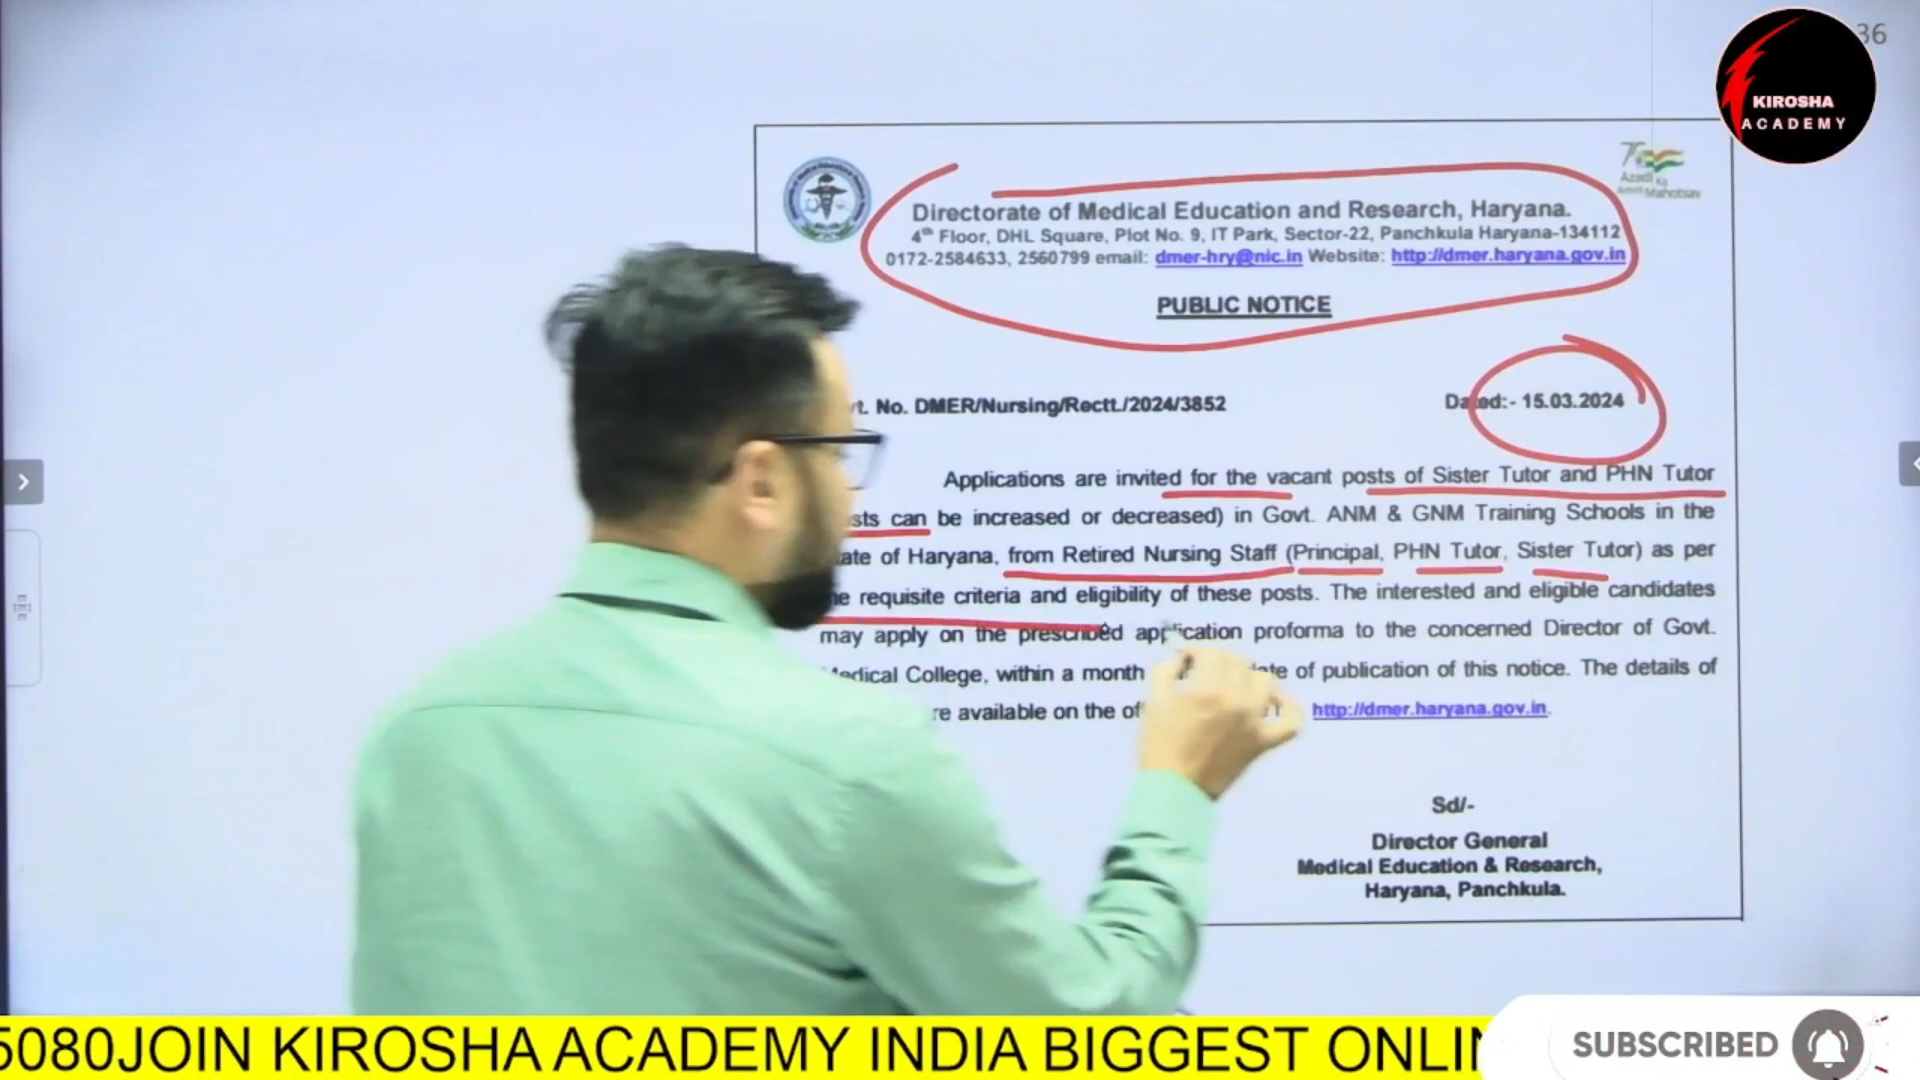 36
KIROSHA
ACADEMY
Azadi Ka
Amrit Mahotsav
Directorate of Medical Education and Research, Haryana.
4th Floor, DHL Square, Plot No. 9, IT Park, Sector-22, Panchkula Haryana-134112
0172-2584633, 2560799 email: dmer-hry@nic.in Website: http://dmer.haryana.gov.in
PUBLIC NOTICE
No. DMER/Nursing/Rectt./2024/3852 Dated:- 15.03.2024
Applications are invited for the vacant posts of Sister Tutor and PHN Tutor
can be increased or decreased) in Govt. ANM & GNM Training Schools in the
of Haryana, from Retired Nursing Staff (Principal, PHN Tutor, Sister Tutor) as per
requisite criteria and eligibility of these posts. The interested and eligible candidates
may apply on the prescribed application proforma to the concerned Director of Govt.
College, within a month of publication of this notice. The details of
available on the http://dmer.haryana.gov.in.
Sd/-
Director General
Medical Education & Research,
Haryana, Panchkula.
5080JOIN KIROSHA ACADEMY INDIA BIGGEST
SUBSCRIBED